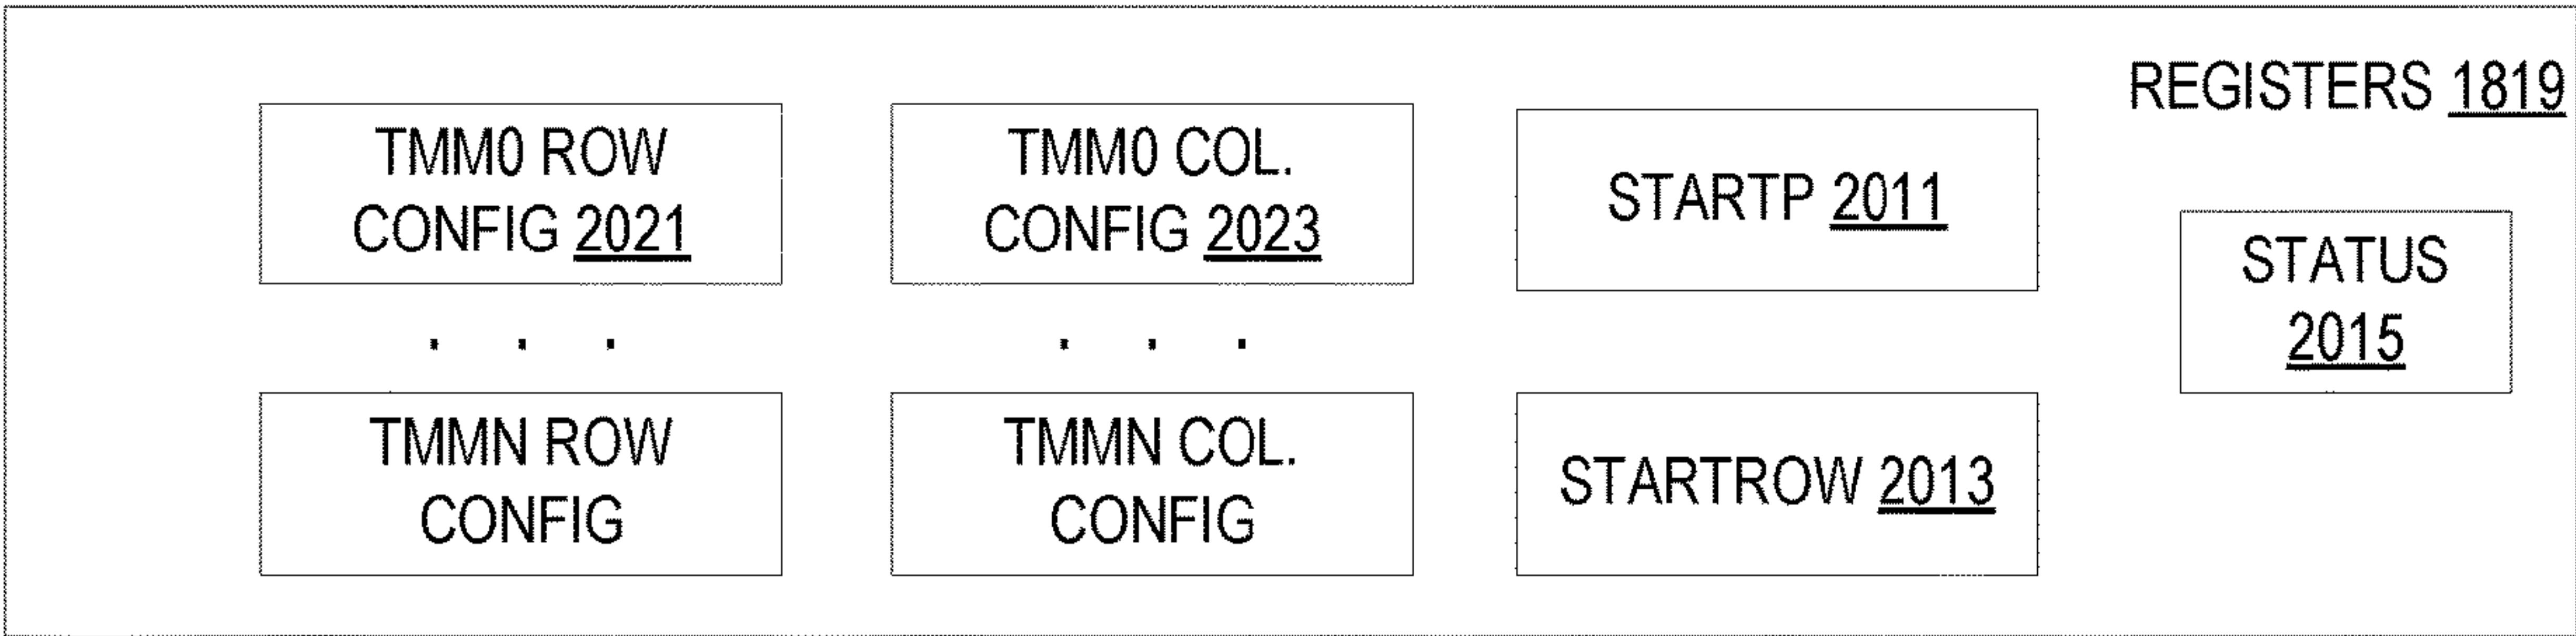 REGISTERS 1819
TMM0 ROW
CONFIG 2021
TMM0 COL.
CONFIG 2023
STARTP 2011
STATUS
2015
. . .
. . .
TMMN ROW
CONFIG
TMMN COL.
CONFIG
STARTROW 2013